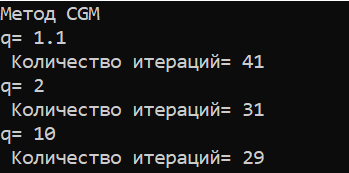 Метод CGM
q= 1.1
Количество итераций= 41
q= 2
Количество итераций= 31
q= 10
Количество итераций= 29